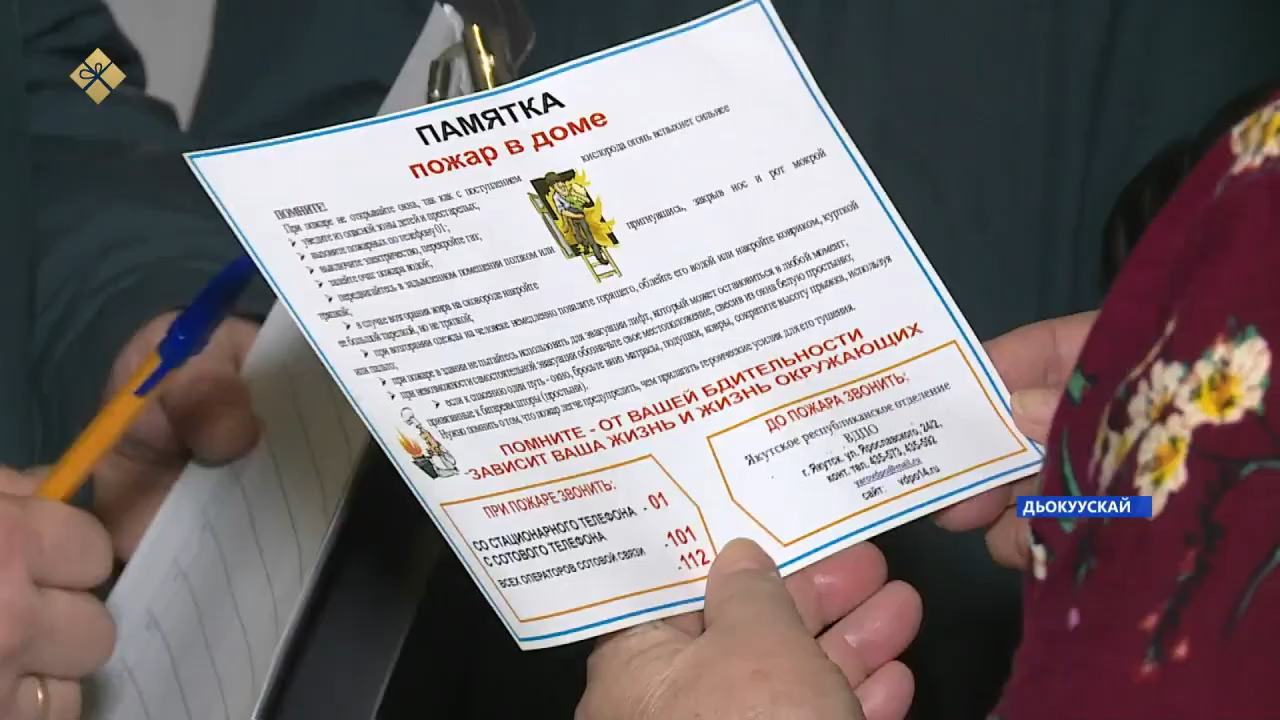 ПАМЯТКА
пожар в доме
ПОМНИТЕ!
При пожаре не открывайте окна, так как с поступлением кислорода огонь вспыхнет сильнее
➤ уведите из опасной зоны детей и престарелых;
➤ вызовите пожарных по телефону 01;
➤ выключите электричество, перекройте газ;
➤ залейте очаг пожара водой;
➤ передвигайтесь в задымленном помещении ползком или пригнувшись, закрыв нос и рот мокрой
тряпкой;
➤ в случае возгорания жира на сковороде накройте
ее большой тарелкой, но не тряпкой,
➤ при возгорании одежды на человеке немедленно повалите горящего, облейте его водой или накройте ковриком, курткой
или пальто;
➤ при пожаре в здании не пытайтесь использовать для эвакуации лифт, который может остановиться в любой момент;
➤ при невозможности самостоятельной эвакуации обозначьте свое местоположение, свесив из окна белую простыню;
➤ если к спасению один путь - окно, бросьте вниз матрасы, подушки, ковры, сократите высоту прыжка, используя
привязанные к батареям шторы (простыни).
Нужно помнить о том, что пожар легче предупредить, чем прилагать героические усилия для его тушения.
ПОМНИТЕ - ОТ ВАШЕЙ БДИТЕЛЬНОСТИ
ЗАВИСИТ ВАША ЖИЗНЬ И ЖИЗНЬ ОКРУЖАЮЩИХ
ПРИ ПОЖАРЕ ЗВОНИТЬ:
СО СТАЦИОНАРНОГО ТЕЛЕФОНА - 01
С СОТОВОГО ТЕЛЕФОНА -101
ВСЕХ ОПЕРАТОРОВ СОТОВОЙ СВЯЗИ -112
ДО ПОЖАРА ЗВОНИТЬ:
Якутское республиканское отделение
ВДПО
г. Якутск, ул. Ярославского, 24/2,
конт. тел. 435-573, 435-592,
сайт: vdpo14.ru
ДЬОКУУСКАЙ